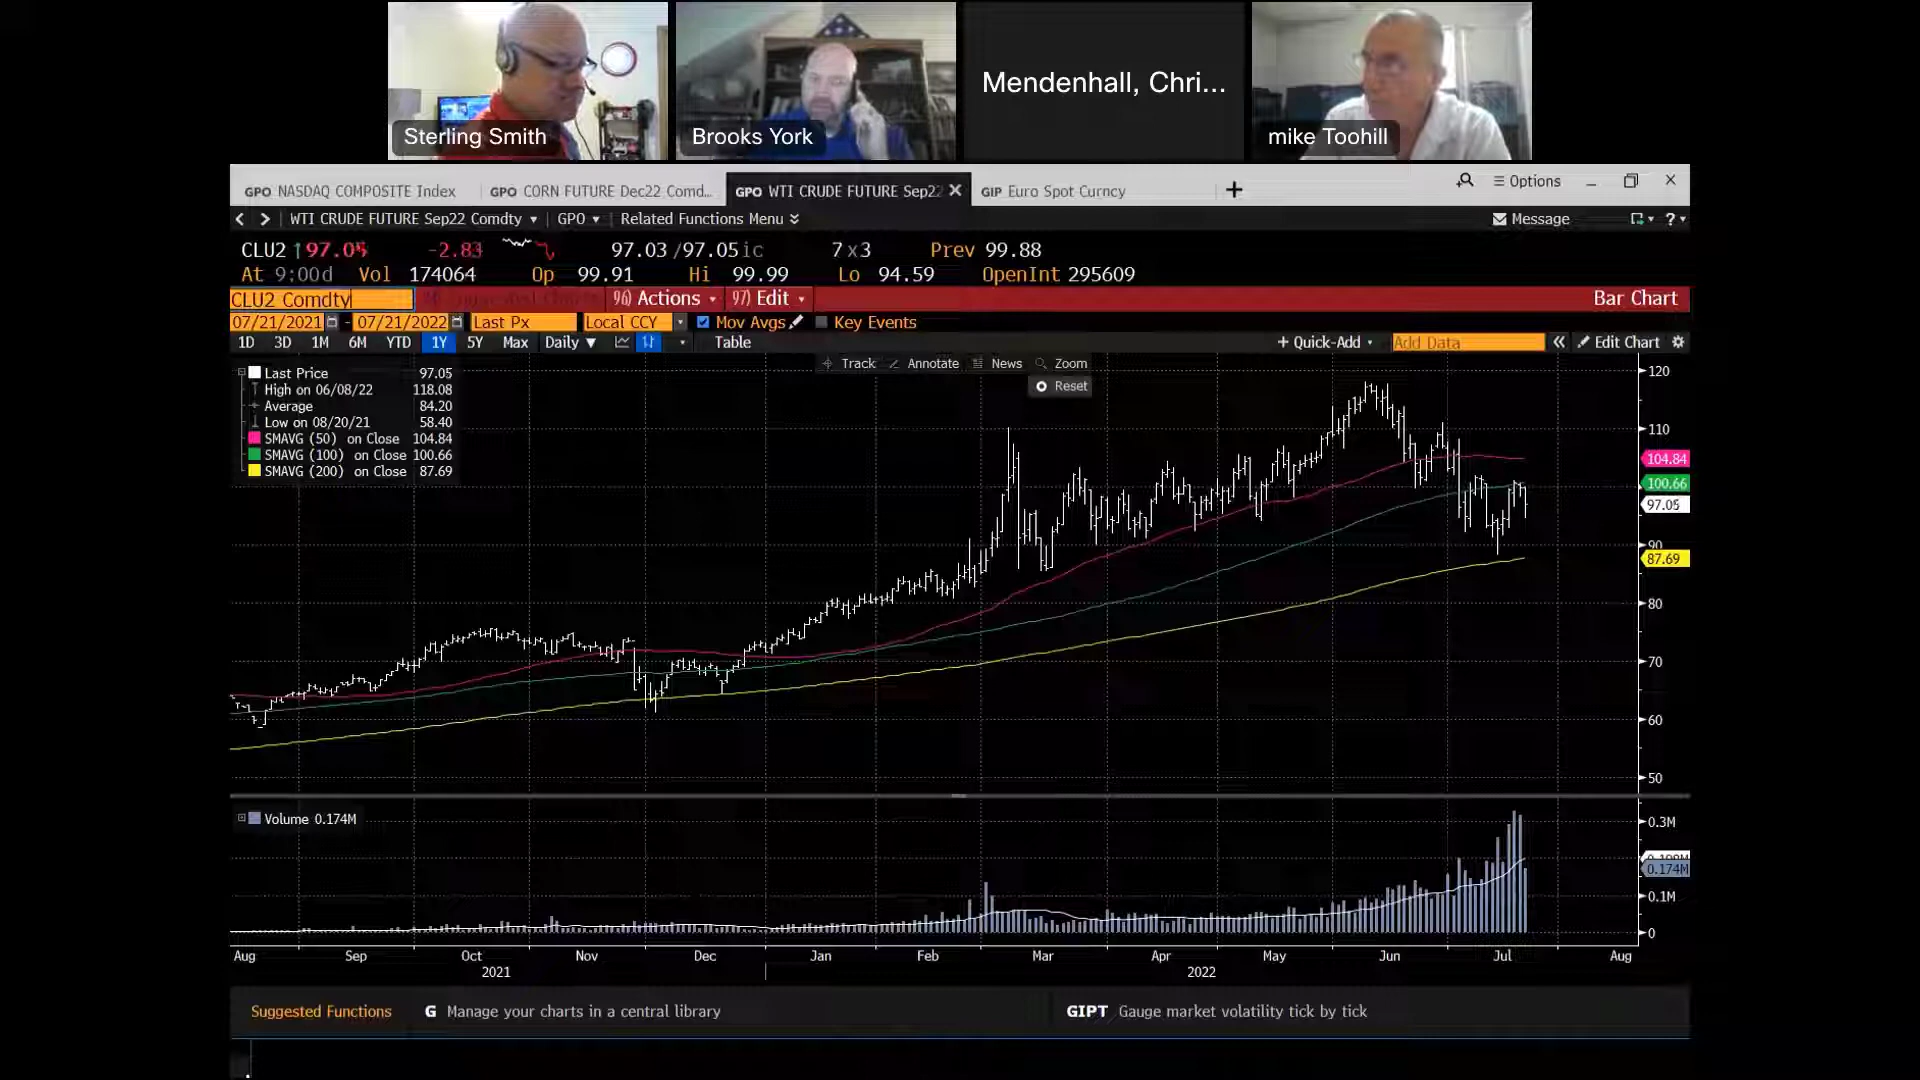 Sterling Smith
Brooks York
Mendenhall, Chri...
mike Toohill
GPO NASDAQ COMPOSITE Index
GPO CORN FUTURE Dec22 Comd...
GPO WTI CRUDE FUTURE Sep22
GIP Euro Spot Curncy
Options
WTI CRUDE FUTURE Sep22 Comdty
GPO
Related Functions Menu
Message
?
CLU2 97.05 -2.83 97.03 /97.05ic 7x3 Prev 99.88
At 9:00d Vol 174064 Op 99.91 Hi 99.99 Lo 94.59 OpenInt 295609
CLU2 Comdty 96) Actions 97) Edit Bar Chart
07/21/2021 - 07/21/2022 Last Px Local CCY Mov Avgs Key Events
1D 3D 1M 6M YTD 1Y 5Y Max Daily Table + Quick-Add Add Data Edit Chart
Track Annotate News Zoom
Reset
Last Price 97.05
High on 06/08/22 118.08
Average 84.20
Low on 08/20/21 58.40
SMAVG (50) on Close 104.84
SMAVG (100) on Close 100.66
SMAVG (200) on Close 87.69
120
110
104.84
100.66
97.05
90
87.69
80
70
60
50
Volume 0.174M
0.3M
0.174M
0.1M
0
Aug Sep Oct Nov Dec Jan Feb Mar Apr May Jun Jul Aug
2021 2022
Suggested Functions G Manage your charts in a central library GIPT Gauge market volatility tick by tick